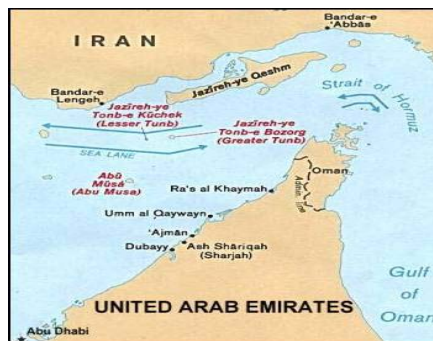 Bandar-e
'Abbās
IRAN
Bandar-e
Lengeh
Jazīreh-ye Qeshm
Strait of Hormuz
Jazīreh-ye
Tonb-e Kūchek
(Lesser Tunb)
Jazīreh-ye
Tonb-e Bozorg
(Greater Tunb)
SEA LANE
Abū
Mūsá
(Abu Musa)
Ra's al Khaymah
Oman
Admin. line
Umm al Qaywayn
'Ajmān
Dubayy
Ash Shāriqah
(Sharjah)
Gulf
of
Oman
UNITED ARAB EMIRATES
Abu Dhabi